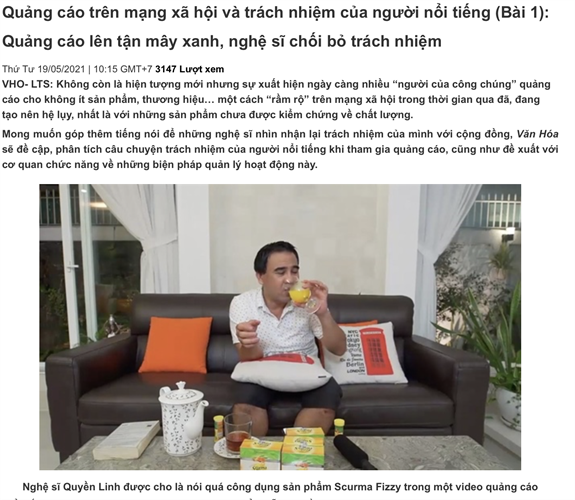 Quảng cáo trên mạng xã hội và trách nhiệm của người nổi tiếng (Bài 1):
Quảng cáo lên tận mây xanh, nghệ sĩ chối bỏ trách nhiệm
Thứ Tư 19/05/2021 | 10:15 GMT+7 3147 Lượt xem
VHO- LTS: Không còn là hiện tượng mới nhưng sự xuất hiện ngày càng nhiều “người của công chúng” quảng
cáo cho không ít sản phẩm, thương hiệu… một cách “rầm rộ” trên mạng xã hội trong thời gian qua đã, đang
tạo nên hệ lụy, nhất là với những sản phẩm chưa được kiểm chứng về chất lượng.
Mong muốn góp thêm tiếng nói để những nghệ sĩ nhìn nhận lại trách nhiệm của mình với cộng đồng, Văn Hóa
sẽ đề cập, phân tích câu chuyện trách nhiệm của người nổi tiếng khi tham gia quảng cáo, cũng như đề xuất với
cơ quan chức năng về những biện pháp quản lý hoạt động này.
LONDON
Nghệ sĩ Quyền Linh được cho là nói quá công dụng sản phẩm Scurma Fizzy trong một video quảng cáo